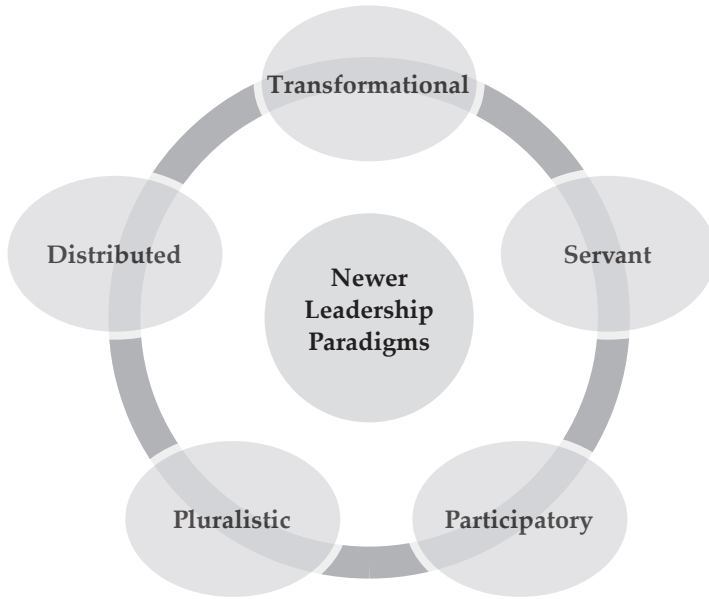 Transformational
Distributed
Servant
Newer
Leadership
Paradigms
Pluralistic
Participatory